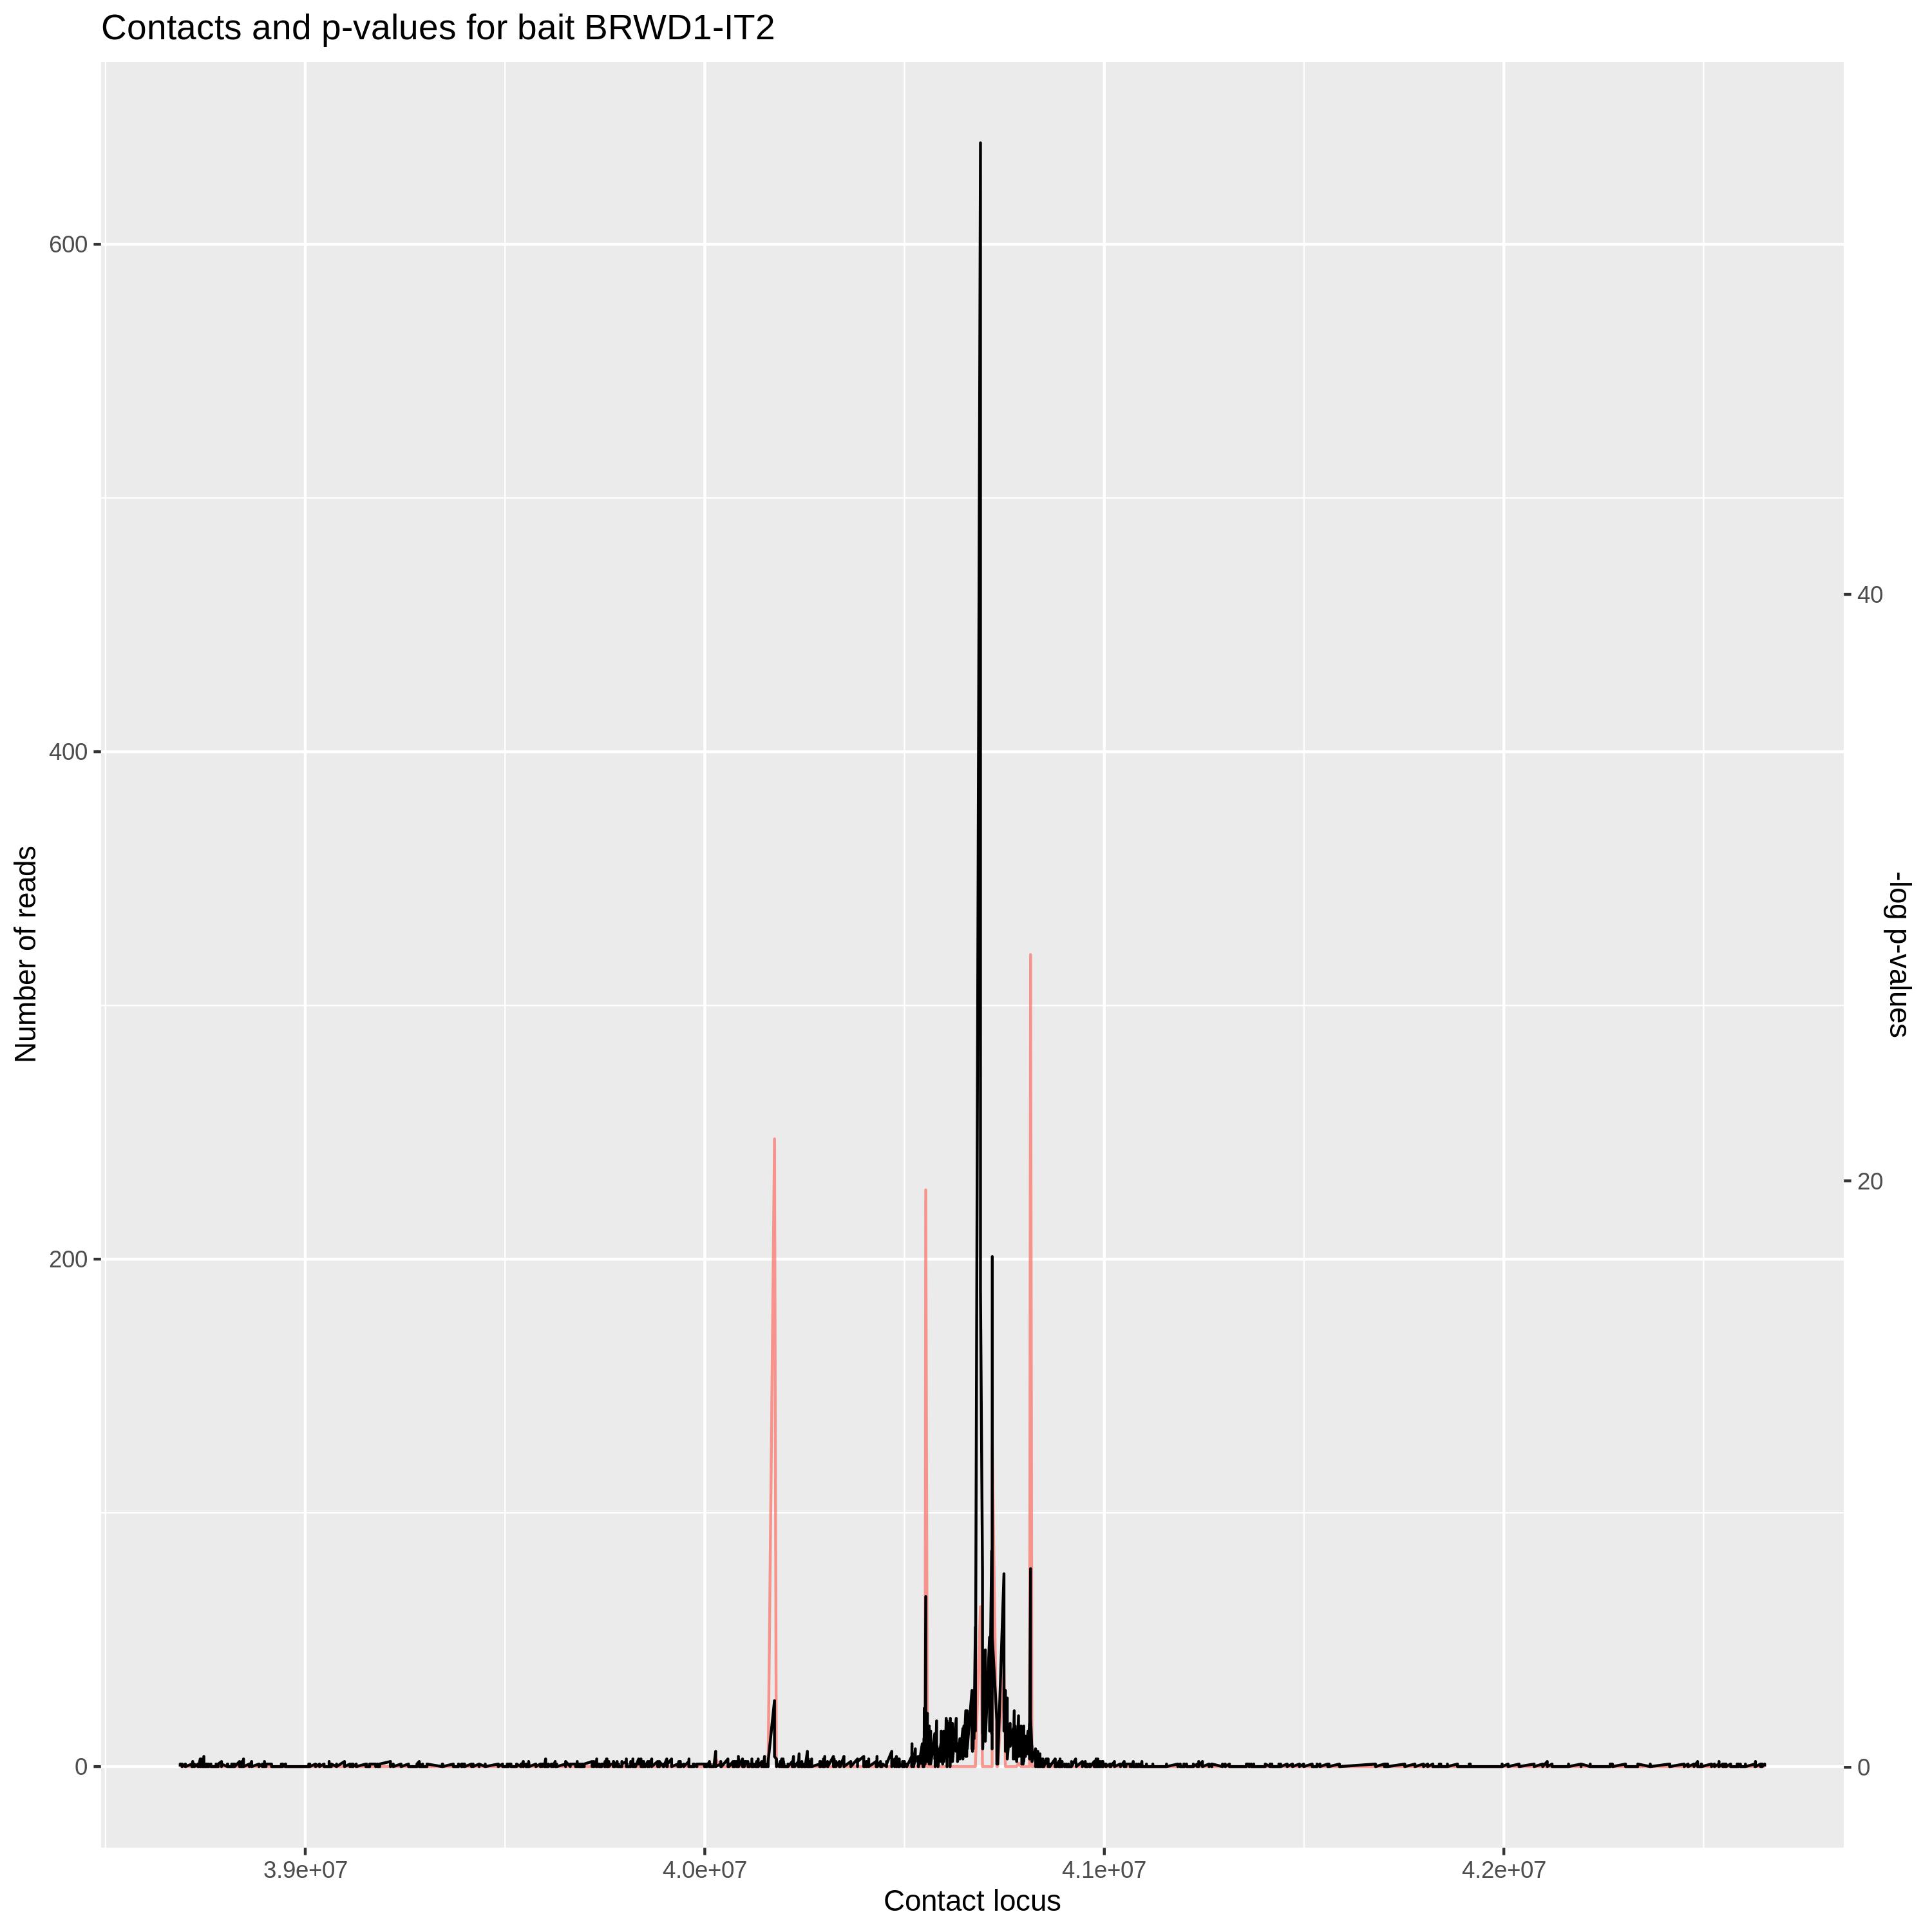 Contacts and p-values for bait BRWD1-IT2
600
400
200
0
Number of reads
40
20
0
-log p-values
3.9e+07
4.0e+07
4.1e+07
4.2e+07
Contact locus